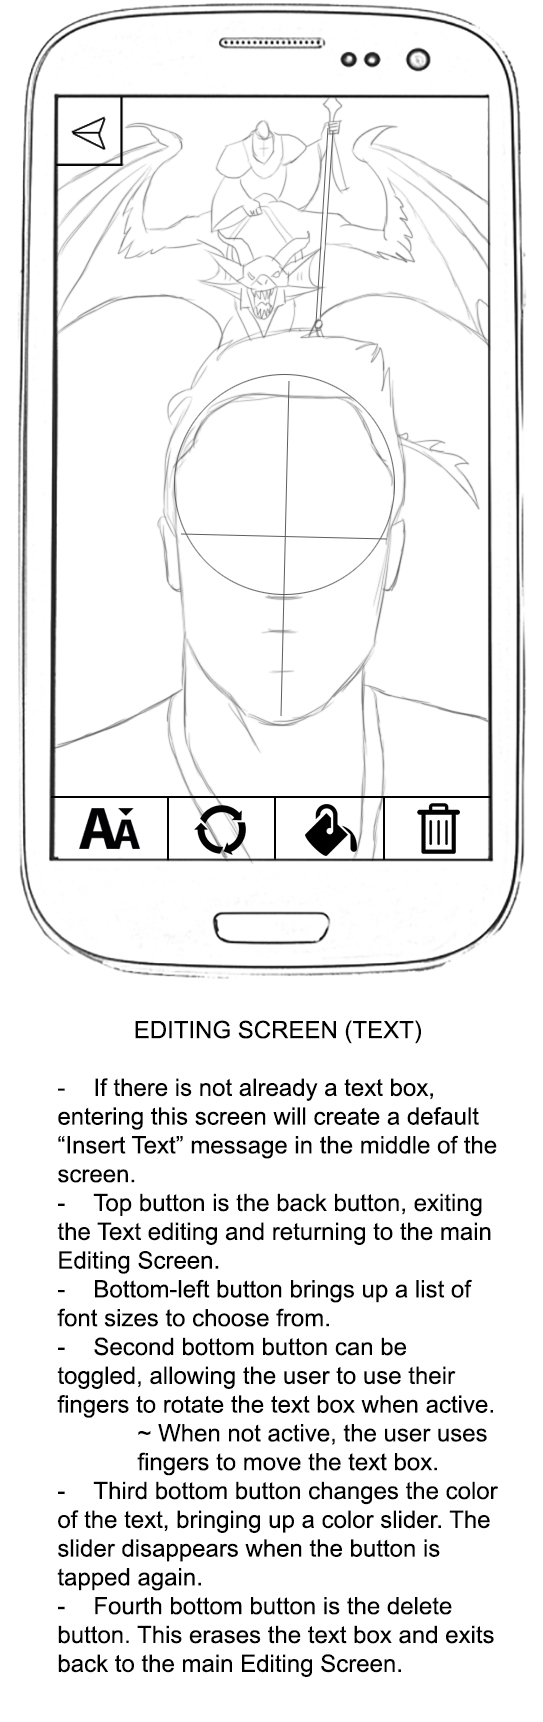 AA
EDITING SCREEN (TEXT)
- If there is not already a text box,
entering this screen will create a default
“Insert Text” message in the middle of the
screen.
- Top button is the back button, exiting
the Text editing and returning to the main
Editing Screen.
- Bottom-left button brings up a list of
font sizes to choose from.
- Second bottom button can be
toggled, allowing the user to use their
fingers to rotate the text box when active.
~ When not active, the user uses
fingers to move the text box.
- Third bottom button changes the color
of the text, bringing up a color slider. The
slider disappears when the button is
tapped again.
- Fourth bottom button is the delete
button. This erases the text box and exits
back to the main Editing Screen.